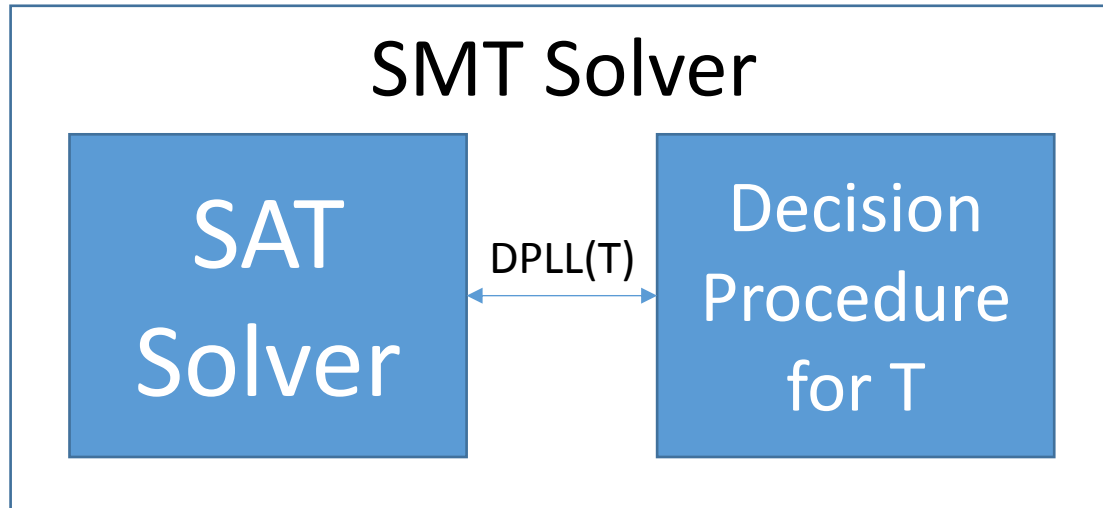 SMT Solver
SAT
Solver
DPLL(T)
Decision
Procedure
for T